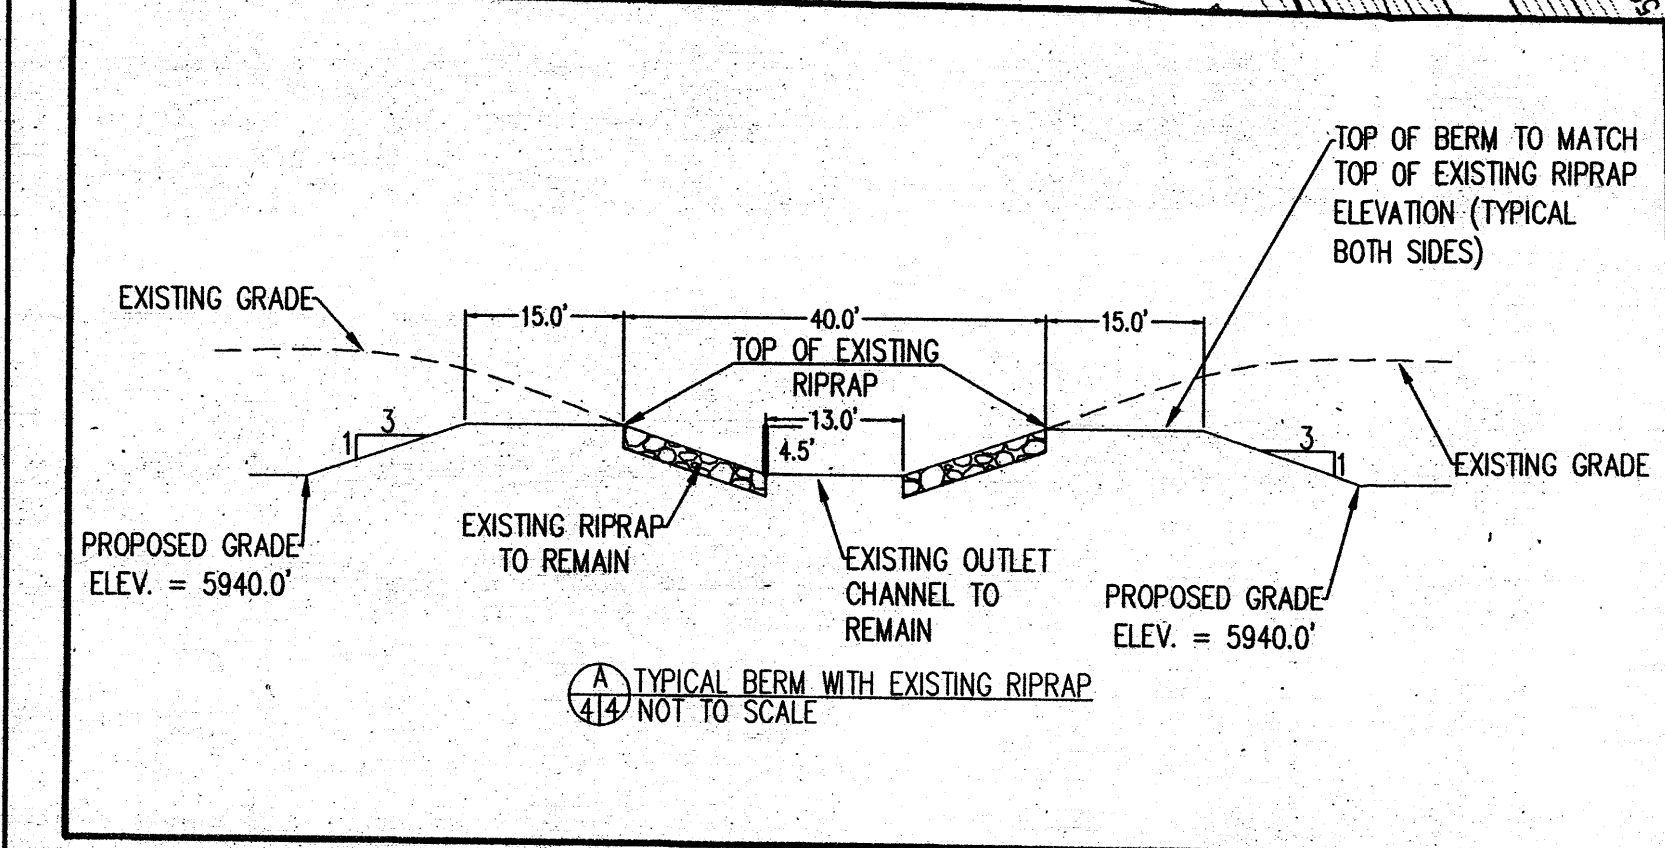 TOP OF BERM TO MATCH
TOP OF EXISTING RIPRAP
ELEVATION (TYPICAL
BOTH SIDES)
EXISTING GRADE
15.0'
40.0'
15.0'
TOP OF EXISTING
RIPRAP
13.0'
4.5'
3
1
3
1
EXISTING GRADE
EXISTING RIPRAP
TO REMAIN
EXISTING OUTLET
CHANNEL TO
REMAIN
PROPOSED GRADE
ELEV. = 5940.0'
PROPOSED GRADE
ELEV. = 5940.0'
A
4|4
TYPICAL BERM WITH EXISTING RIPRAP
NOT TO SCALE